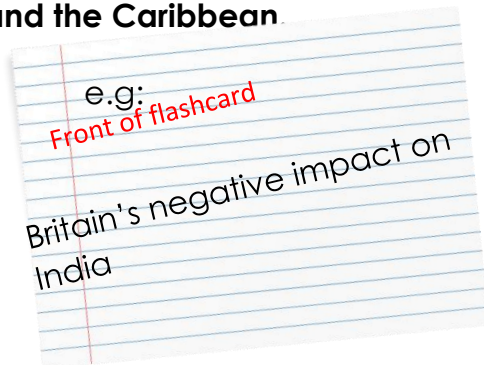 and the Caribbean.
e.g:
Front of flashcard
Britain's negative impact on
India